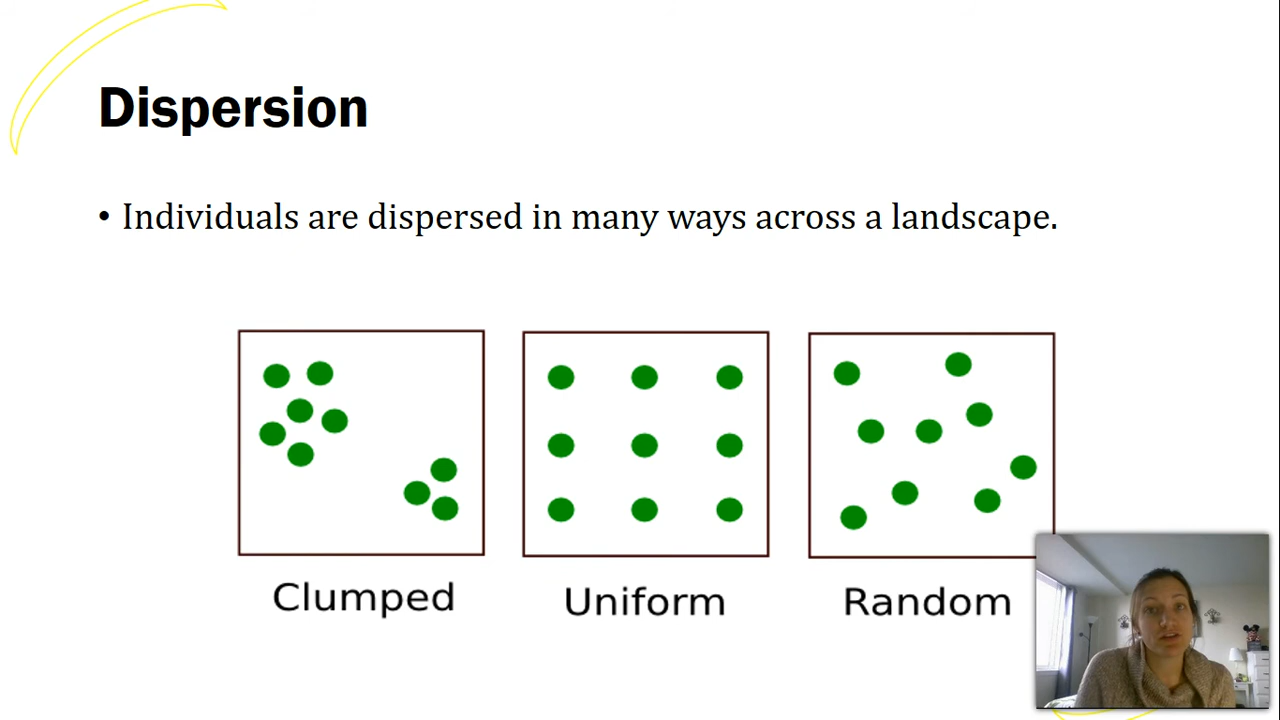 Dispersion
• Individuals are dispersed in many ways across a landscape.
Clumped
Uniform
Random